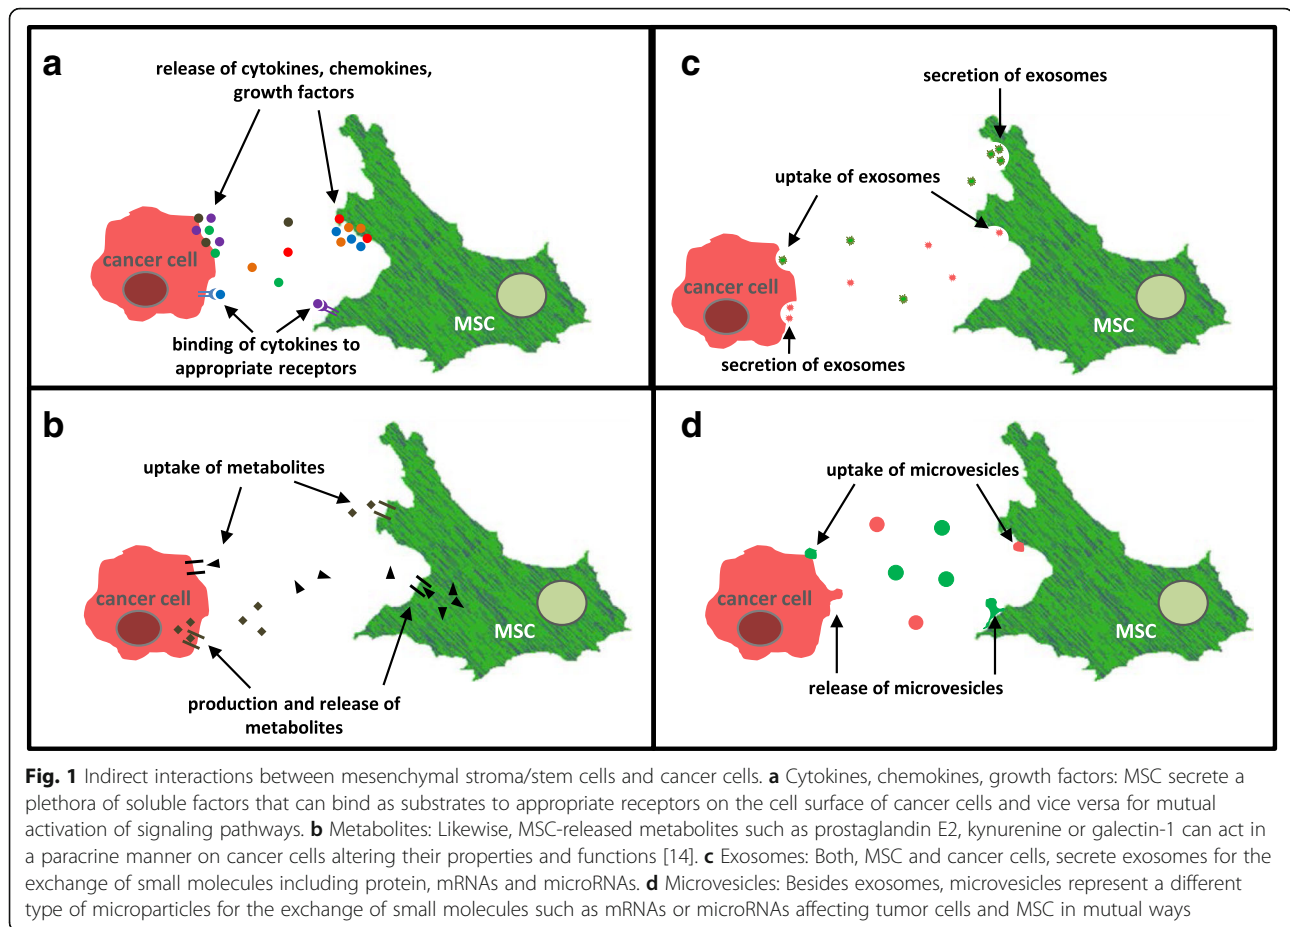 a
release of cytokines, chemokines,
growth factors
cancer cell
MSC
binding of cytokines to
appropriate receptors
c
secretion of exosomes
uptake of exosomes
cancer cell
MSC
secretion of exosomes
b
uptake of metabolites
cancer cell
MSC
production and release of
metabolites
d
uptake of microvesicles
cancer cell
MSC
release of microvesicles
Fig. 1 Indirect interactions between mesenchymal stroma/stem cells and cancer cells. a Cytokines, chemokines, growth factors: MSC secrete a
plethora of soluble factors that can bind as substrates to appropriate receptors on the cell surface of cancer cells and vice versa for mutual
activation of signaling pathways. b Metabolites: Likewise, MSC-released metabolites such as prostaglandin E2, kynurenine or galectin-1 can act in
a paracrine manner on cancer cells altering their properties and functions [14]. c Exosomes: Both, MSC and cancer cells, secrete exosomes for the
exchange of small molecules including protein, mRNAs and microRNAs. d Microvesicles: Besides exosomes, microvesicles represent a different
type of microparticles for the exchange of small molecules such as mRNAs or microRNAs affecting tumor cells and MSC in mutual ways